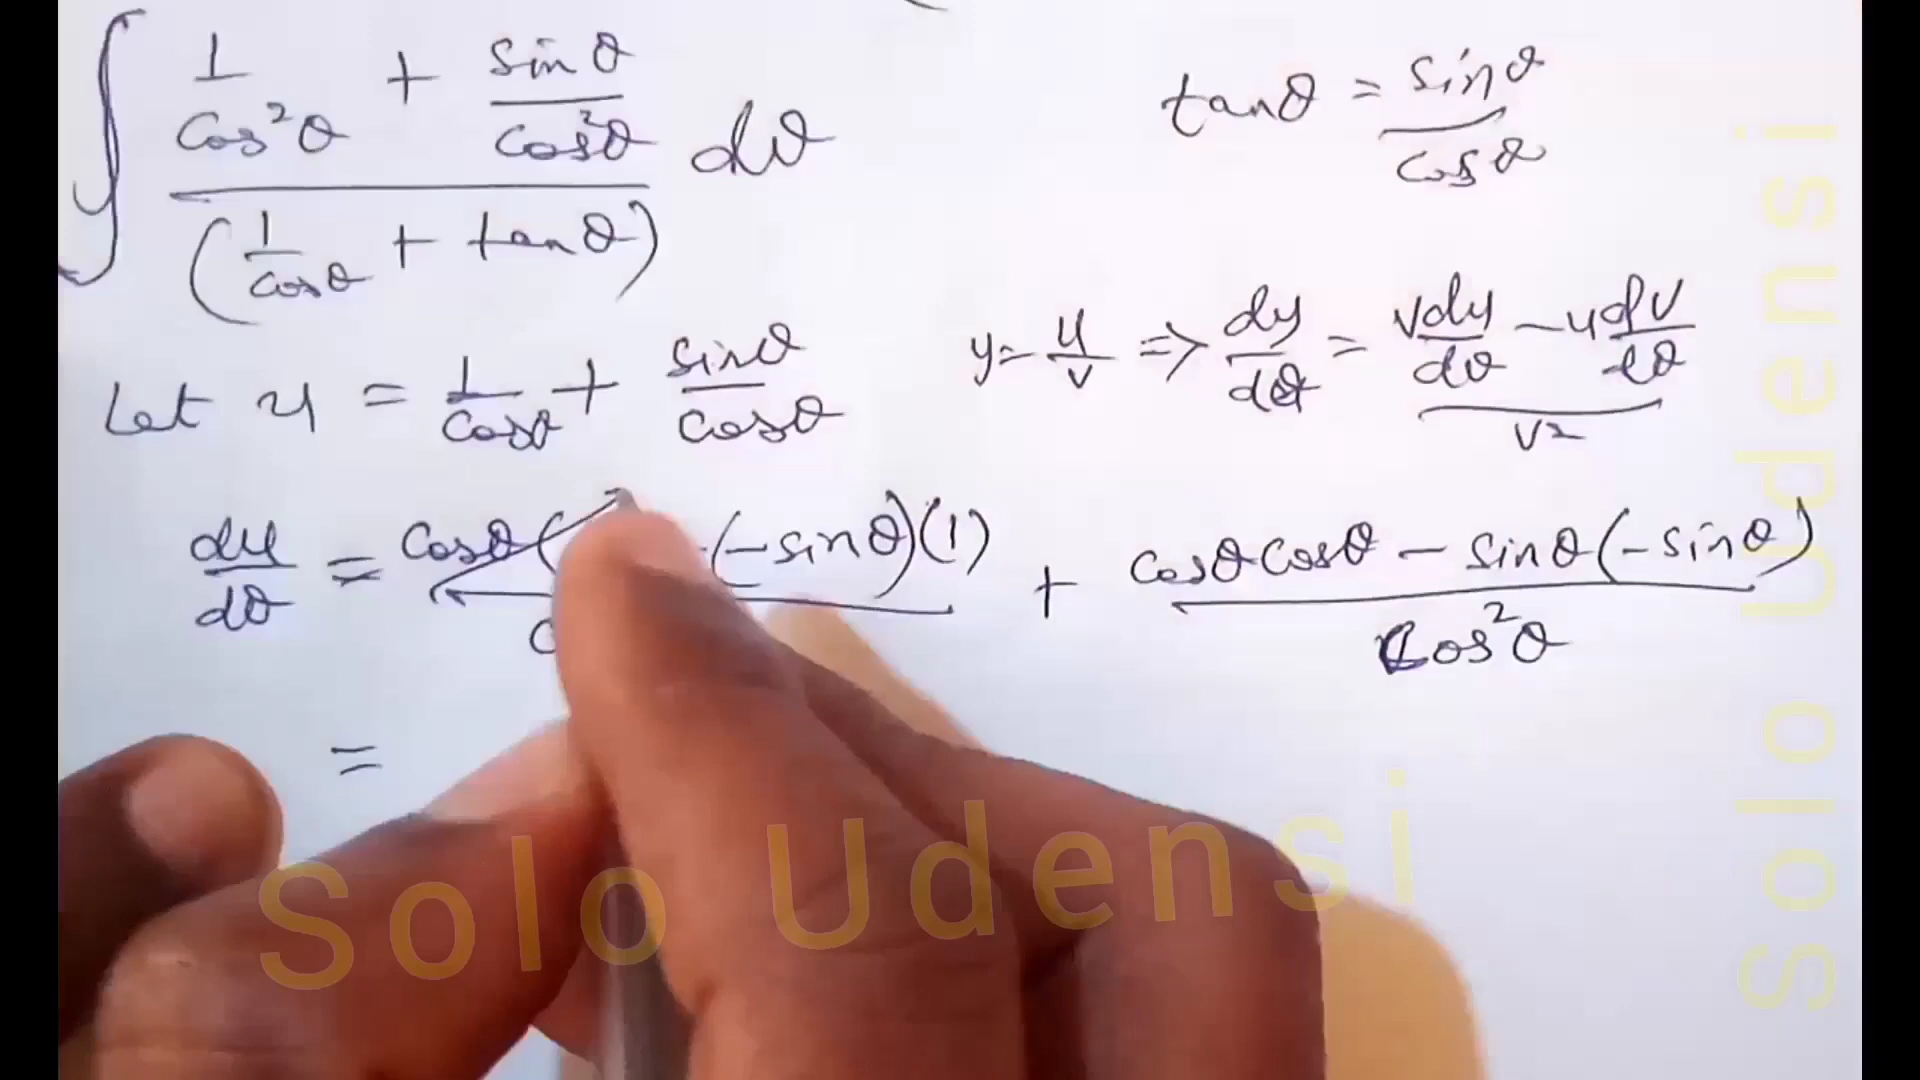 ∫ (1/cos²θ + sinθ/cos²θ) / (1/cosθ + tanθ) dθ
tanθ = sinθ/cosθ
Let u = 1/cosθ + sinθ/cosθ
y = u/v => dy/dθ = (v du/dθ − u dv/dθ) / v²
du/dθ = cosθ( −(−sinθ)(1) + (cosθ cosθ − sinθ(−sinθ)) / cos²θ
=
Solo Udensi
Solo Udensi